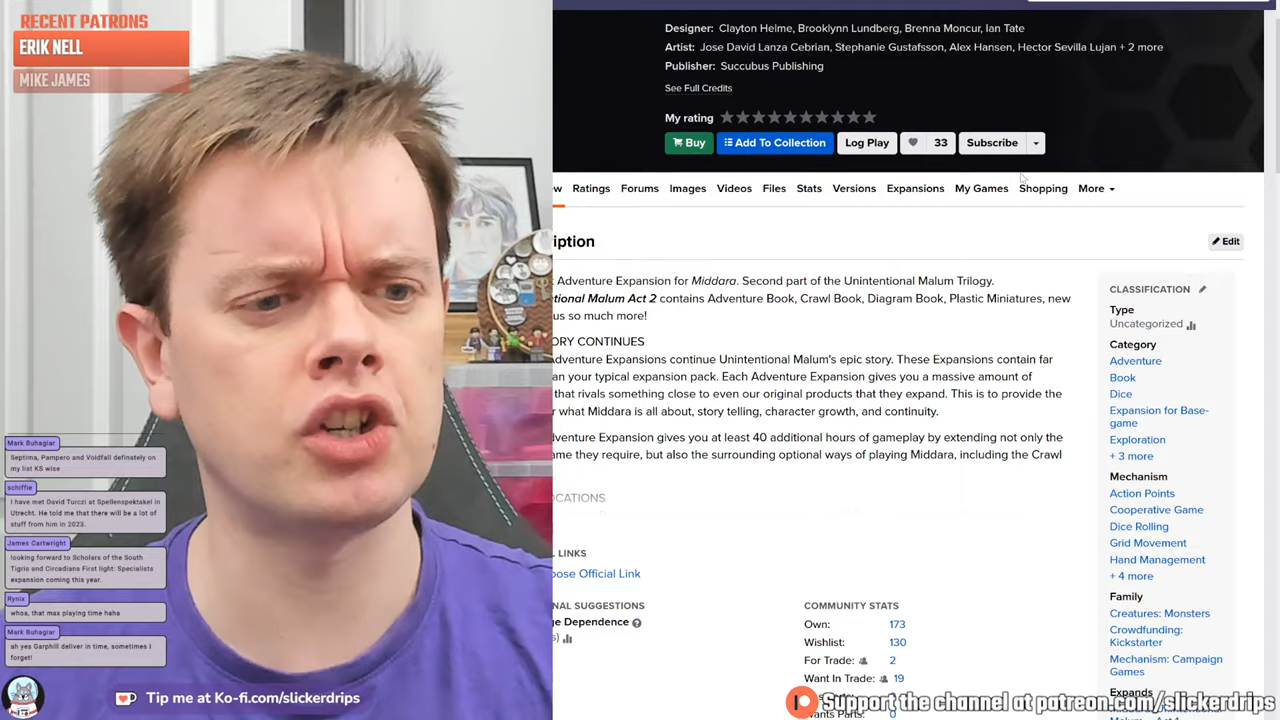 RECENT PATRONS
ERIK NELL
MIKE JAMES
Mark Buhagiar
Septima, Pampero and Voidfall definately on
my list KS wise
schiffie
I have met David Turczi at Spellenspektakel in
Utrecht. He told me that there will be a lot of
stuff from him in 2023.
James Cartwright
looking forward to Scholars of the South
Tigris and Circadians First light: Specialists
expansion coming this year.
Rynix
whoa, that max playing time haha
Mark Buhagiar
ah yes Garphill deliver in time, sometimes I
forget!
Tip me at Ko-fi.com/slickerdrips
Designer: Clayton Helme, Brooklynn Lundberg, Brenna Moncur, Ian Tate
Artist: Jose David Lanza Cebrian, Stephanie Gustafsson, Alex Hansen, Hector Sevilla Lujan + 2 more
Publisher: Succubus Publishing
See Full Credits
My rating
Buy Add To Collection Log Play 33 Subscribe
ew Ratings Forums Images Videos Files Stats Versions Expansions My Games Shopping More
iption
Edit
Adventure Expansion for Middara. Second part of the Unintentional Malum Trilogy.
tional Malum Act 2 contains Adventure Book, Crawl Book, Diagram Book, Plastic Miniatures, new
us so much more!
ORY CONTINUES
dventure Expansions continue Unintentional Malum's epic story. These Expansions contain far
an your typical expansion pack. Each Adventure Expansion gives you a massive amount of
that rivals something close to even our original products that they expand. This is to provide the
r what Middara is all about, story telling, character growth, and continuity.
dventure Expansion gives you at least 40 additional hours of gameplay by extending not only the
ame they require, but also the surrounding optional ways of playing Middara, including the Crawl
OCATIONS
L LINKS
ose Official Link
NAL SUGGESTIONS
ge Dependence
COMMUNITY STATS
Own: 173
Wishlist: 130
For Trade: 2
Want In Trade: 19
ants Parts: 0
CLASSIFICATION
Type
Uncategorized
Category
Adventure
Book
Dice
Expansion for Base-
game
Exploration
+ 3 more
Mechanism
Action Points
Cooperative Game
Dice Rolling
Grid Movement
Hand Management
+ 4 more
Family
Creatures: Monsters
Crowdfunding:
Kickstarter
Mechanism: Campaign
Games
Expands
Support the channel at patreon.com/slickerdrips